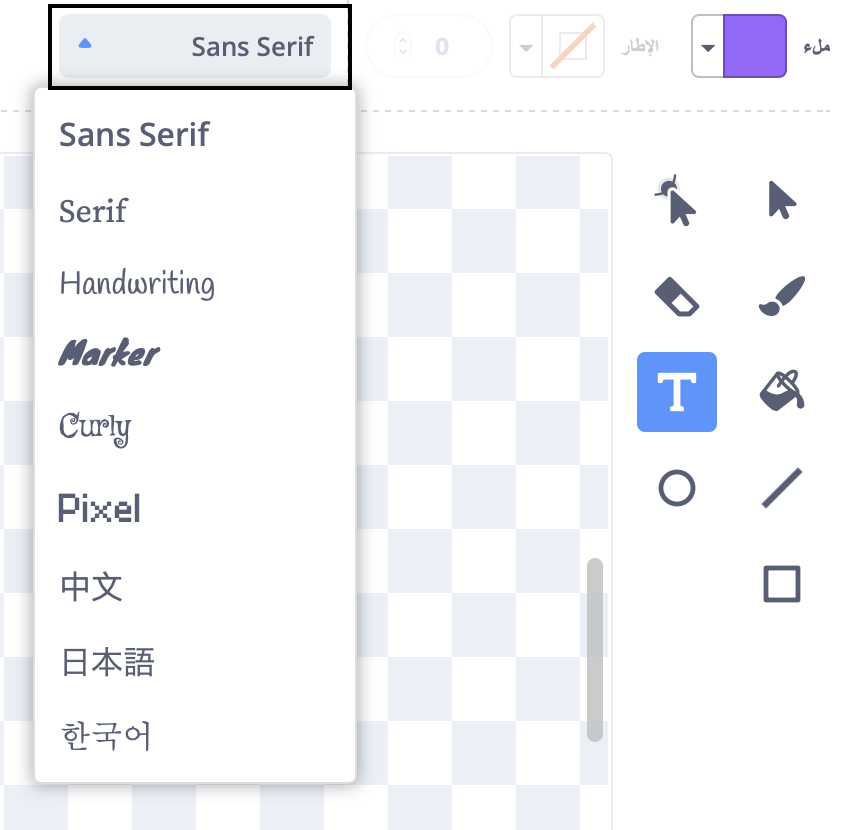 ملء
الإطار
0
Sans Serif
Sans Serif
Serif
Handwriting
Marker
Curly
Pixel
中文
日本語
한국어